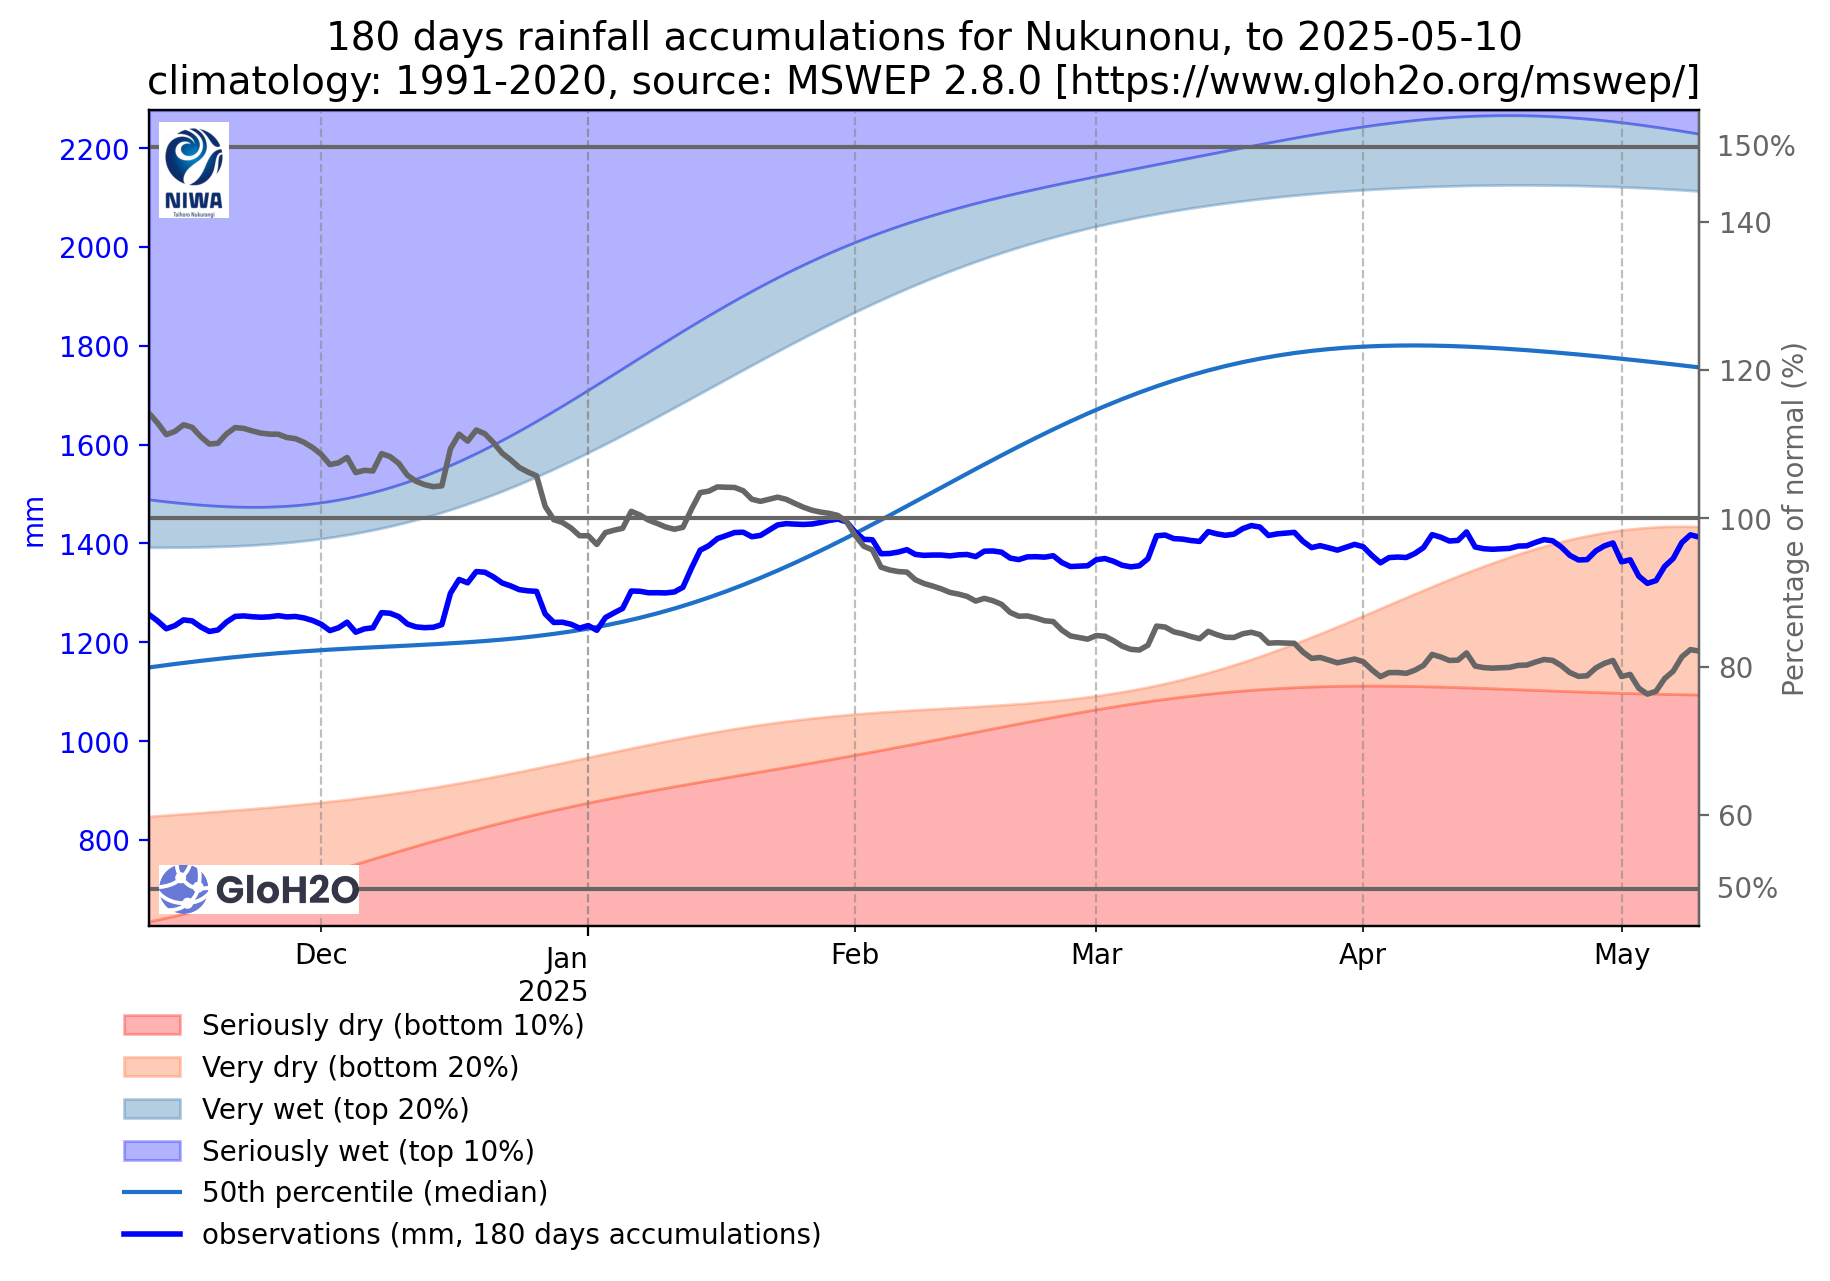 180 days rainfall accumulations for Nukunonu, to 2025-05-10
climatology: 1991-2020, source: MSWEP 2.8.0 [https://www.gloh2o.org/mswep/]
NIWA
Taihoro Nukurangi
2200
2000
1800
1600
1400
1200
1000
800
mm
150%
140
120
100
80
60
50%
Percentage of normal (%)
GloH2O
Dec
Jan
2025
Feb
Mar
Apr
May
Seriously dry (bottom 10%)
Very dry (bottom 20%)
Very wet (top 20%)
Seriously wet (top 10%)
50th percentile (median)
observations (mm, 180 days accumulations)